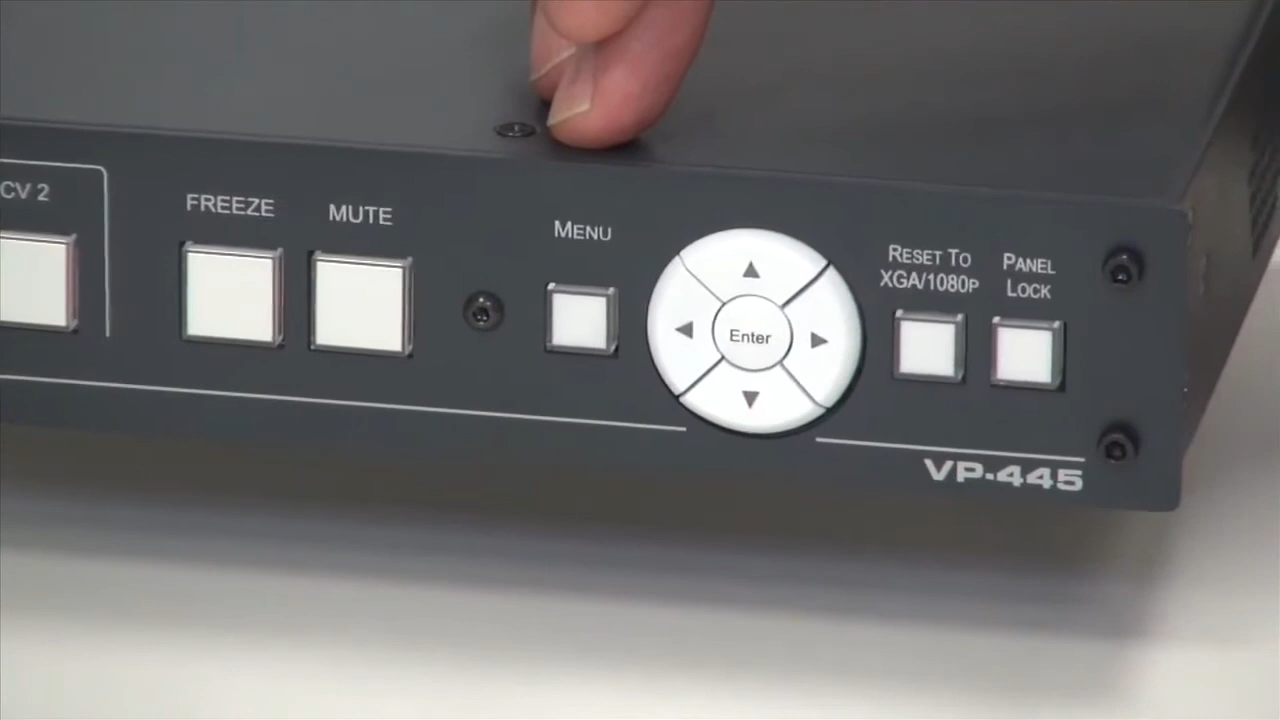 CV 2
FREEZE
MUTE
MENU
Enter
RESET TO
XGA/1080P
PANEL
LOCK
VP-445